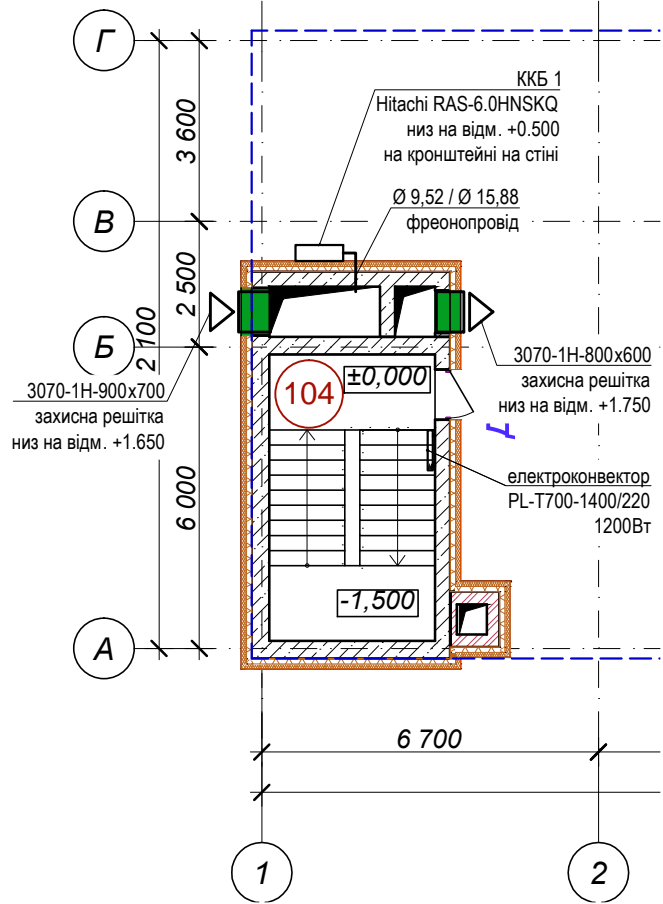 Г
ККБ 1
Hitachi RAS-6.0HNSKQ
низ на відм. +0.500
на кронштейні на стіні
3 600
Ø 9,52 / Ø 15,88
фреонопровід
В
2 500
2 100
Б
3070-1Н-900х700
захисна решітка
низ на відм. +1.650
104
±0,000
3070-1Н-800х600
захисна решітка
низ на відм. +1.750
6 000
електроконвектор
PL-T700-1400/220
1200Вт
-1,500
А
6 700
1
2